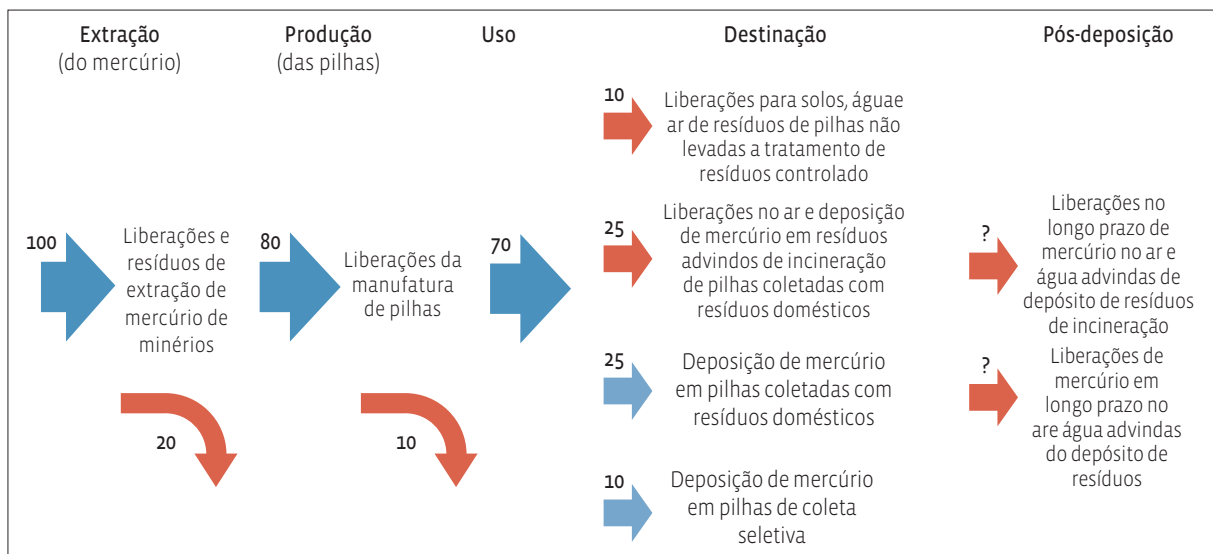 Extração
(do mercúrio)
Produção
(das pilhas)
Uso
Destinação
Pós-deposição
100
Liberações e
resíduos de
extração de
mercúrio de
minérios
20
80
Liberações da
manufatura
de pilhas
10
70
10
Liberações para solos, águae
ar de resíduos de pilhas não
levadas a tratamento de
resíduos controlado
25
Liberações no ar e deposição
de mercúrio em resíduos
advindos de incineração
de pilhas coletadas com
resíduos domésticos
25
Deposição de mercúrio
em pilhas coletadas com
resíduos domésticos
10
Deposição de mercúrio
em pilhas de coleta
seletiva
?
Liberações no
longo prazo de
mercúrio no ar e
água advindas de
depósito de resíduos
de incineração
?
Liberações de
mercúrio em
longo prazo no
are água advindas
do depósito de
resíduos